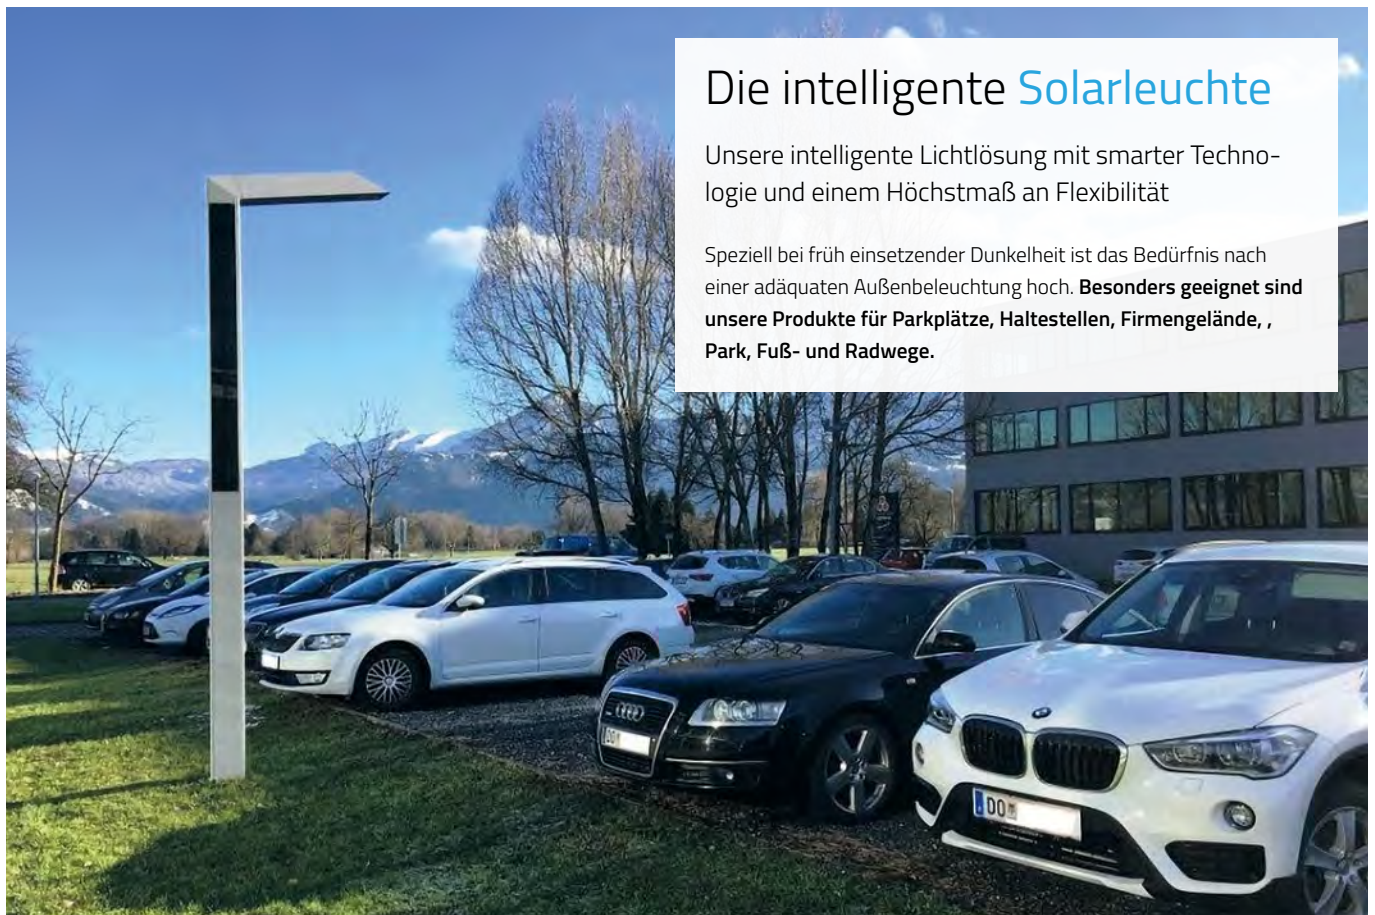 Die intelligente Solarleuchte
Unsere intelligente Lichtlösung mit smarter Techno-
logie und einem Höchstmaß an Flexibilität
Speziell bei früh einsetzender Dunkelheit ist das Bedürfnis nach
einer adäquaten Außenbeleuchtung hoch. Besonders geeignet sind
unsere Produkte für Parkplätze, Haltestellen, Firmengelände, ,
Park, Fuß- und Radwege.
DO
DO